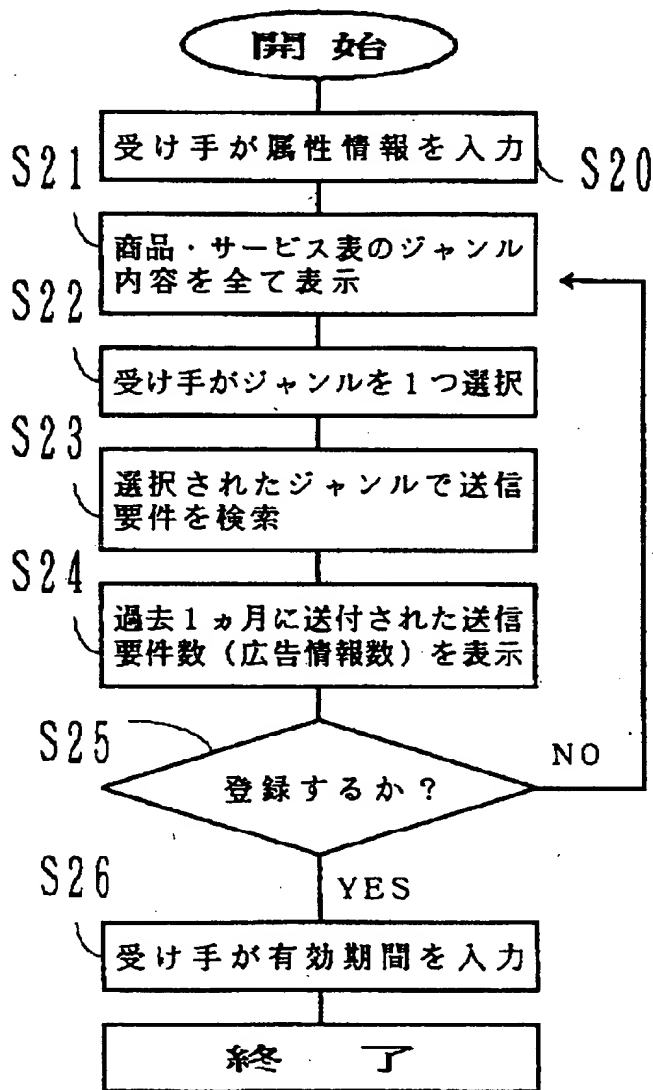 開始
受け手が属性情報を入力
S20
S21
商品・サービス表のジャンル
内容を全て表示
S22
受け手がジャンルを1つ選択
S23
選択されたジャンルで送信
要件を検索
S24
過去1ヵ月に送付された送信
要件数（広告情報数）を表示
S25
登録するか？
NO
YES
S26
受け手が有効期間を入力
終了